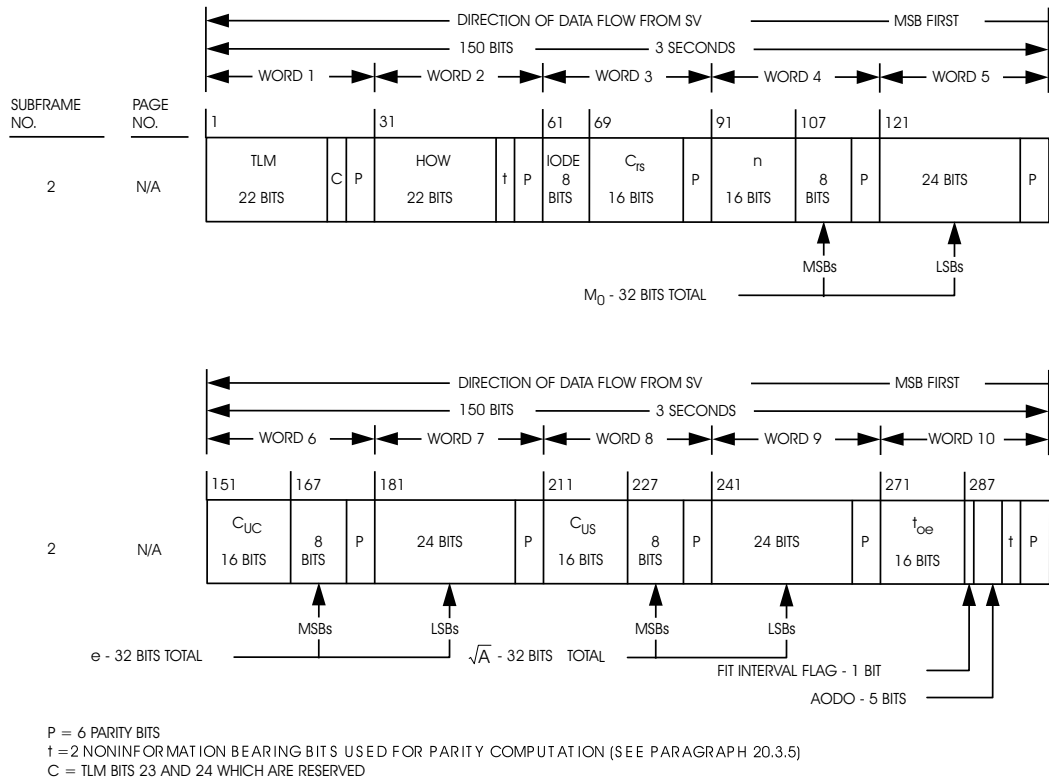 DIRECTION OF DATA FLOW FROM SV MSB FIRST
150 BITS 3 SECONDS
WORD 1 WORD 2 WORD 3 WORD 4 WORD 5
SUBFRAME NO. PAGE NO.
1 31 61 69 91 107 121
2 N/A
TLM 22 BITS C P
HOW 22 BITS t P
IODE 8 BITS
Crs 16 BITS P
n 16 BITS
8 BITS P
24 BITS P
MSBs LSBs
M0 - 32 BITS TOTAL
DIRECTION OF DATA FLOW FROM SV MSB FIRST
150 BITS 3 SECONDS
WORD 6 WORD 7 WORD 8 WORD 9 WORD 10
151 167 181 211 227 241 271 287
2 N/A
CUC 16 BITS
8 BITS P
24 BITS P
CUS 16 BITS
8 BITS P
24 BITS P
toe 16 BITS
t P
MSBs LSBs MSBs LSBs
e - 32 BITS TOTAL √A - 32 BITS TOTAL
FIT INTERVAL FLAG - 1 BIT
AODO - 5 BITS
P = 6 PARITY BITS
t = 2 NONINFORMATION BEARING BITS USED FOR PARITY COMPUTATION (SEE PARAGRAPH 20.3.5)
C = TLM BITS 23 AND 24 WHICH ARE RESERVED